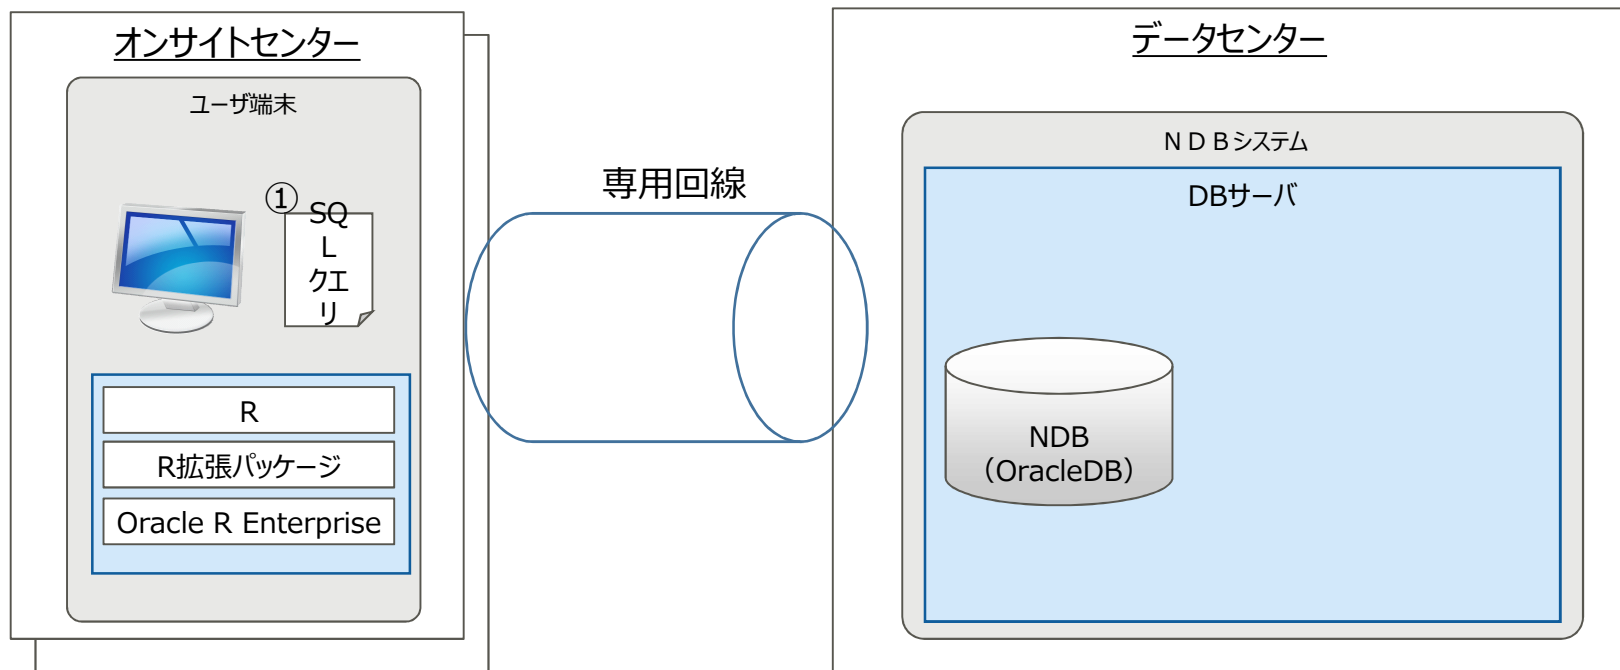 オンサイトセンター
ユーザ端末
①
SQ
L
クエ
リ
R
R拡張パッケージ
Oracle R Enterprise
専用回線
データセンター
ＮＤＢシステム
DBサーバ
NDB
（OracleDB）